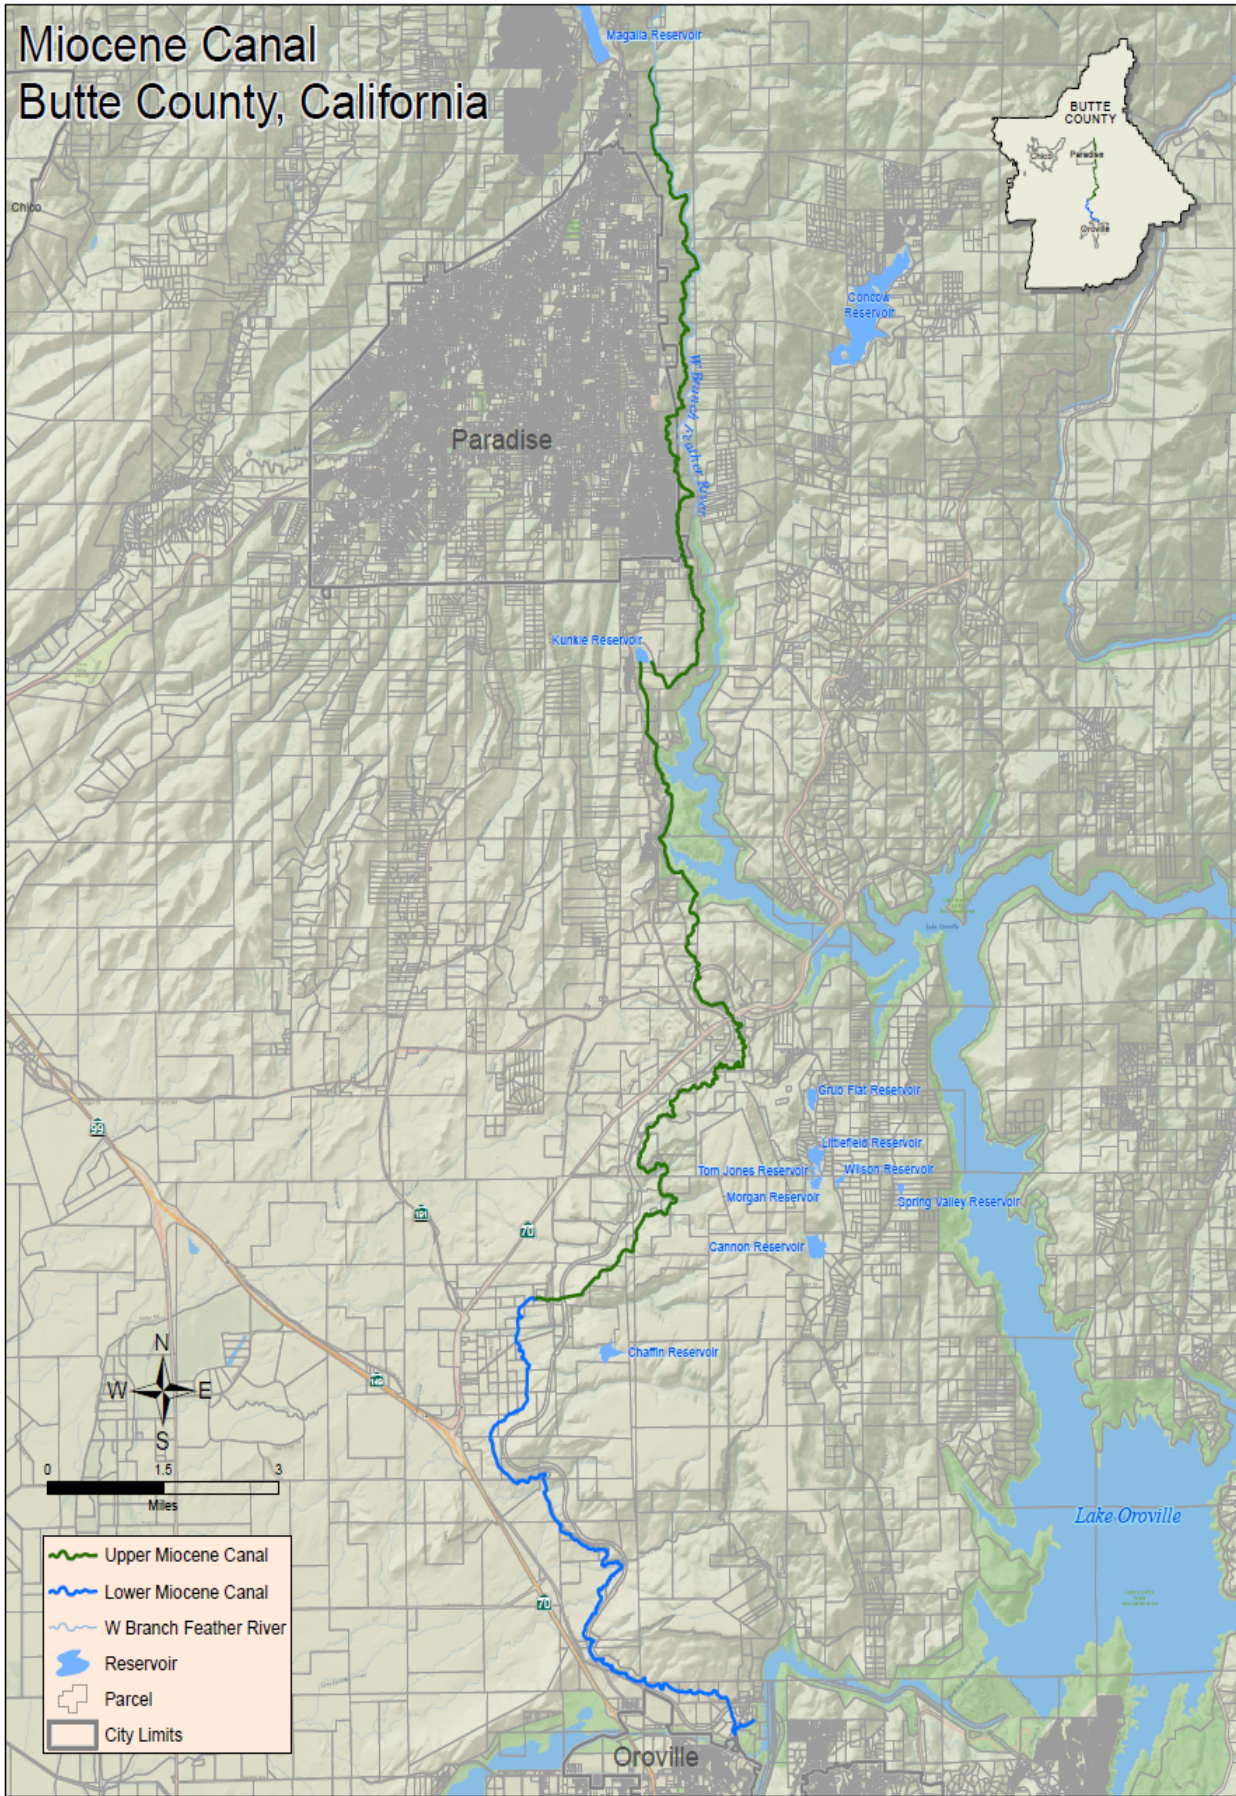 Miocene Canal
Butte County, California
Magalia Reservoir
BUTTE
COUNTY
Chico
Paradise
Oroville
Chico
Concow
Reservoir
W Branch Feather River
Paradise
Kunkle Reservoir
Lake Oroville
Grub Flat Reservoir
99
Littlefield Reservoir
Tom Jones Reservoir
Wilson Reservoir
Morgan Reservoir
Spring Valley Reservoir
191
70
Cannon Reservoir
Chaffin Reservoir
N
W
E
S
149
0
1.5
3
Miles
Lake Oroville
Upper Miocene Canal
Lower Miocene Canal
W Branch Feather River
Reservoir
Parcel
City Limits
70
Oroville